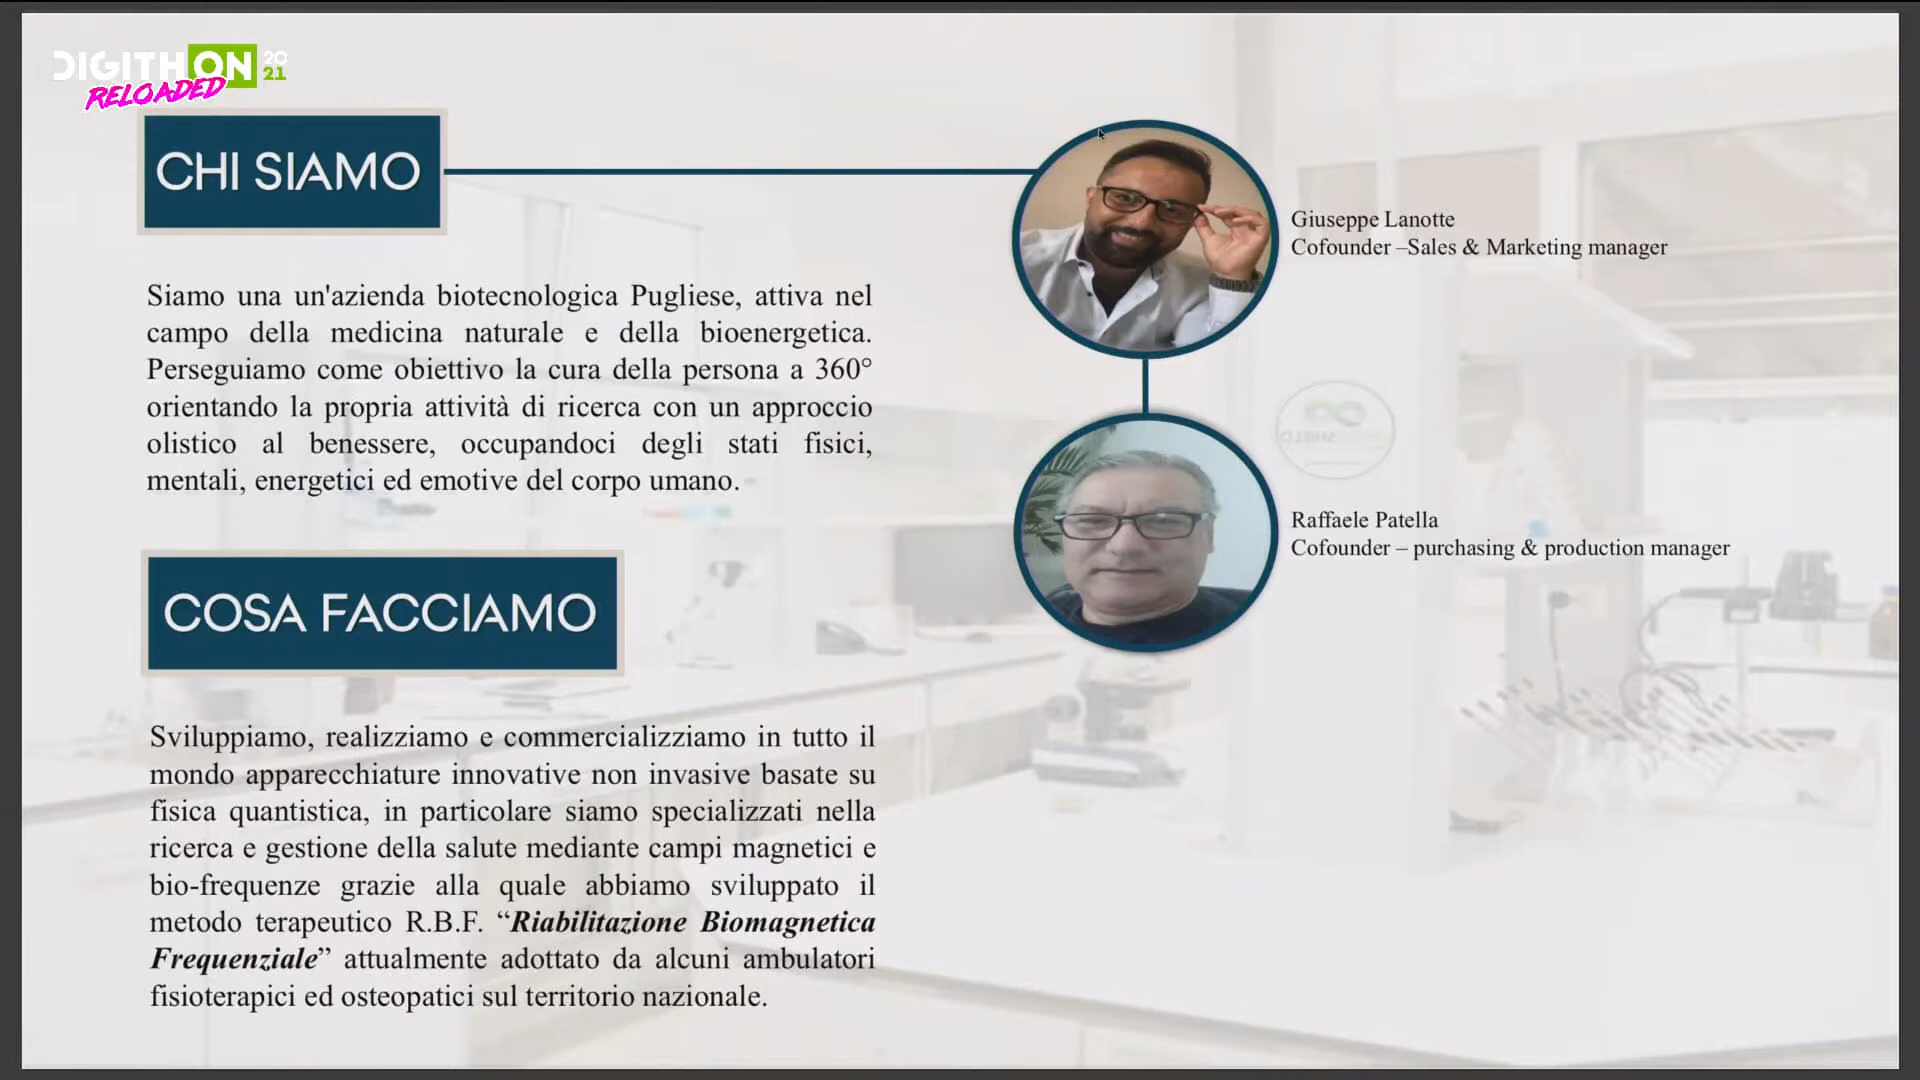 DIGITHON 2021
RELOADED
CHI SIAMO
Siamo una un'azienda biotecnologica Pugliese, attiva nel
campo della medicina naturale e della bioenergetica.
Perseguiamo come obiettivo la cura della persona a 360°
orientando la propria attività di ricerca con un approccio
olistico al benessere, occupandoci degli stati fisici,
mentali, energetici ed emotive del corpo umano.
Giuseppe Lanotte
Cofounder –Sales & Marketing manager
Raffaele Patella
Cofounder – purchasing & production manager
COSA FACCIAMO
Sviluppiamo, realizziamo e commercializziamo in tutto il
mondo apparecchiature innovative non invasive basate su
fisica quantistica, in particolare siamo specializzati nella
ricerca e gestione della salute mediante campi magnetici e
bio-frequenze grazie alla quale abbiamo sviluppato il
metodo terapeutico R.B.F. “Riabilitazione Biomagnetica
Frequenziale” attualmente adottato da alcuni ambulatori
fisioterapici ed osteopatici sul territorio nazionale.